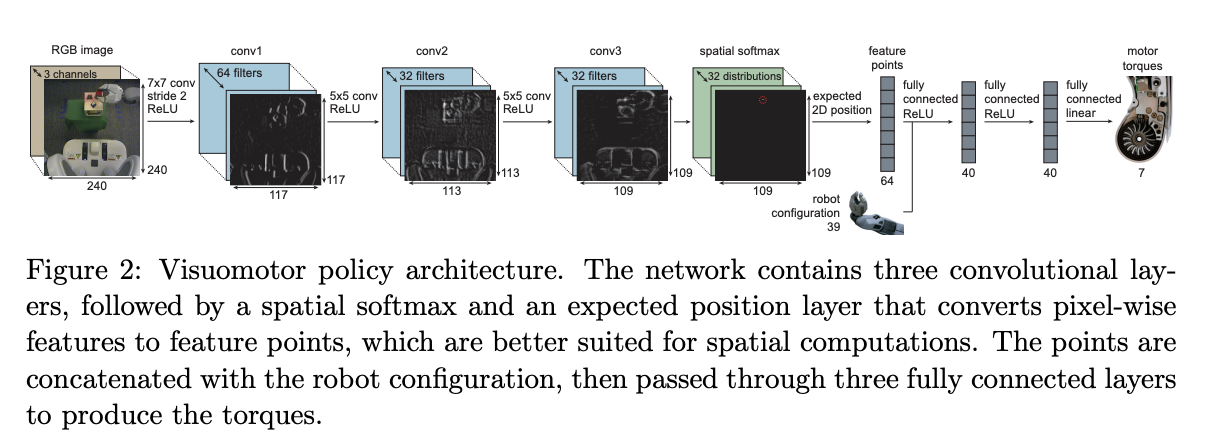 RGB image
3 channels
240
240
7x7 conv
stride 2
ReLU
conv1
64 filters
117
117
5x5 conv
ReLU
conv2
32 filters
113
113
5x5 conv
ReLU
conv3
32 filters
109
109
spatial softmax
32 distributions
109
109
expected
2D position
feature
points
64
robot
configuration
39
fully
connected
ReLU
40
fully
connected
ReLU
40
fully
connected
linear
motor
torques
7
Figure 2: Visuomotor policy architecture. The network contains three convolutional lay-
ers, followed by a spatial softmax and an expected position layer that converts pixel-wise
features to feature points, which are better suited for spatial computations. The points are
concatenated with the robot configuration, then passed through three fully connected layers
to produce the torques.